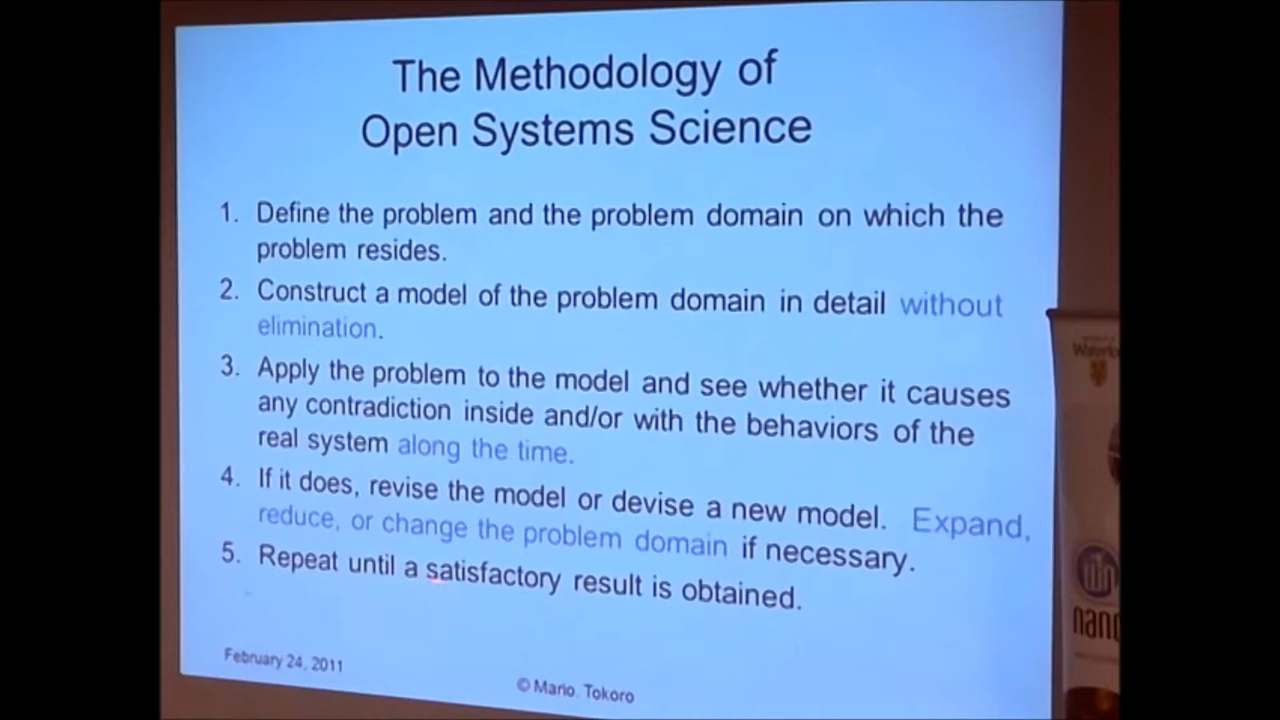 The Methodology of
Open Systems Science
1. Define the problem and the problem domain on which the
problem resides.
2. Construct a model of the problem domain in detail without
elimination.
3. Apply the problem to the model and see whether it causes
any contradiction inside and/or with the behaviors of the
real system along the time.
4. If it does, revise the model or devise a new model. Expand,
reduce, or change the problem domain if necessary.
5. Repeat until a satisfactory result is obtained.
February 24, 2011
© Mario. Tokoro
nano